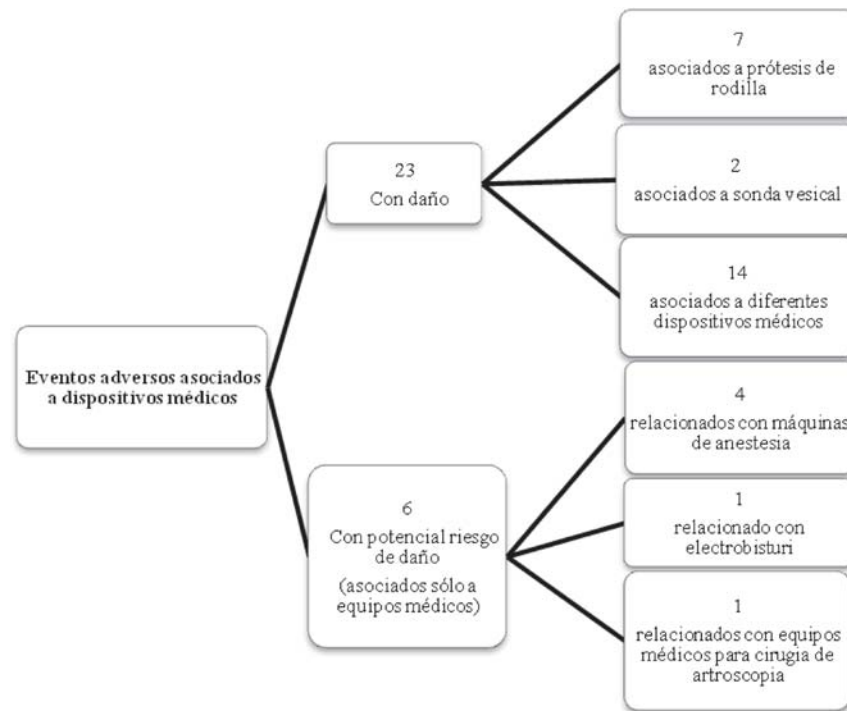 Eventos adversos asociados
a dispositivos médicos
23
Con daño
7
asociados a prótesis de
rodilla
2
asociados a sonda vesical
14
asociados a diferentes
dispositivos médicos
6
Con potencial riesgo
de daño
(asociados sólo a
equipos médicos)
4
relacionados con máquinas
de anestesia
1
relacionado con
electrobisturi
1
relacionados con equipos
médicos para cirugia de
artroscopia